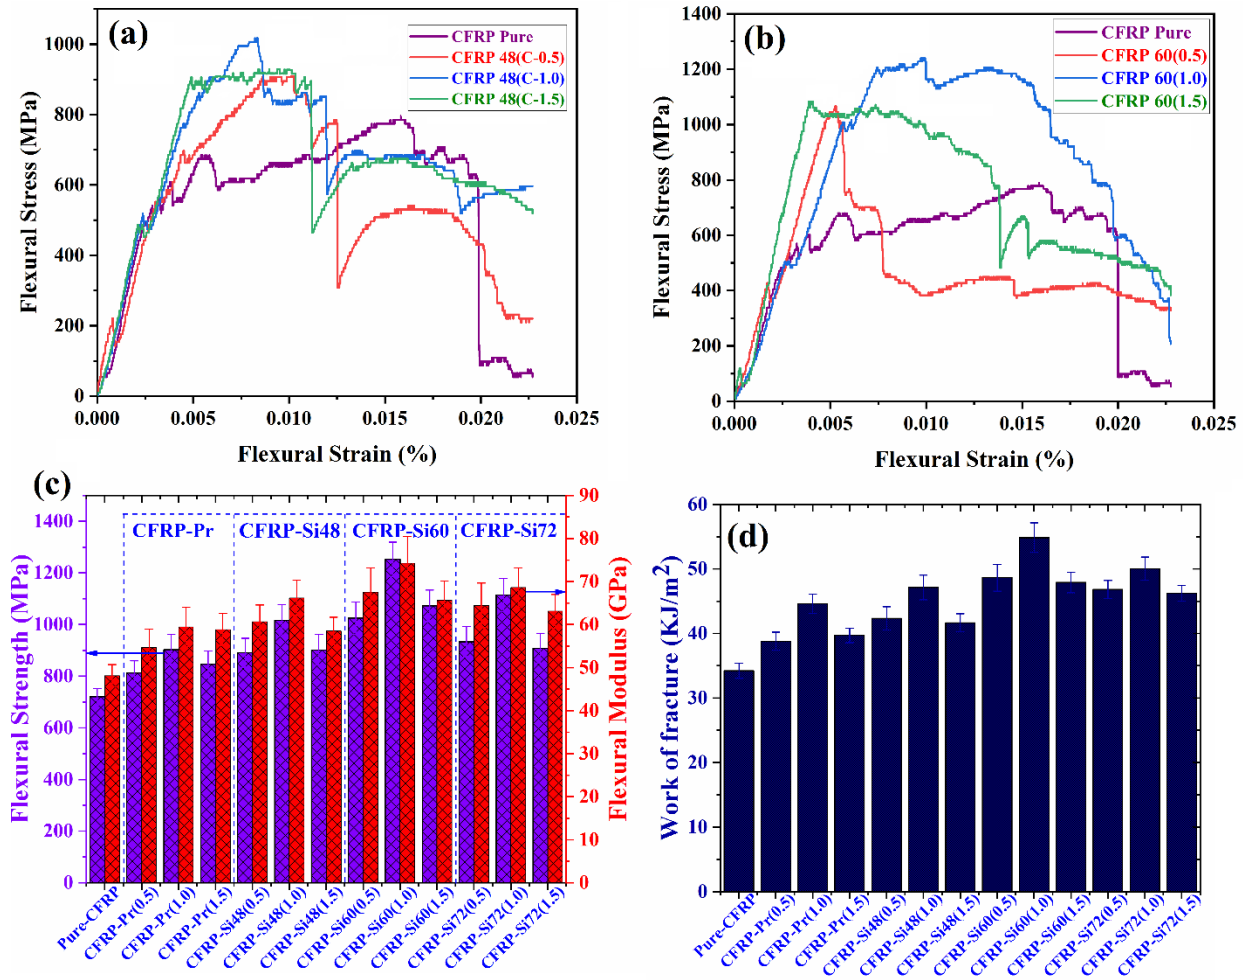 (a)
CFRP Pure
CFRP 48(C-0.5)
CFRP 48(C-1.0)
CFRP 48(C-1.5)
Flexural Stress (MPa)
1000
800
600
400
200
0
0.000 0.005 0.010 0.015 0.020 0.025
Flexural Strain (%)
(b)
CFRP Pure
CFRP 60(0.5)
CFRP 60(1.0)
CFRP 60(1.5)
Flexural Stress (MPa)
1400
1200
1000
800
600
400
200
0
0.000 0.005 0.010 0.015 0.020 0.025
Flexural Strain (%)
(c)
CFRP-Pr CFRP-Si48 CFRP-Si60 CFRP-Si72
Flexural Strength (MPa)
1400
1200
1000
800
600
400
200
0
Flexural Modulus (GPa)
90
80
70
60
50
40
30
20
10
0
Pure-CFRP
CFRP-Pr(0.5)
CFRP-Pr(1.0)
CFRP-Pr(1.5)
CFRP-Si48(0.5)
CFRP-Si48(1.0)
CFRP-Si48(1.5)
CFRP-Si60(0.5)
CFRP-Si60(1.0)
CFRP-Si60(1.5)
CFRP-Si72(0.5)
CFRP-Si72(1.0)
CFRP-Si72(1.5)
(d)
Work of fracture (KJ/m²)
60
50
40
30
20
10
0
Pure-CFRP
CFRP-Pr(0.5)
CFRP-Pr(1.0)
CFRP-Pr(1.5)
CFRP-Si48(0.5)
CFRP-Si48(1.0)
CFRP-Si48(1.5)
CFRP-Si60(0.5)
CFRP-Si60(1.0)
CFRP-Si60(1.5)
CFRP-Si72(0.5)
CFRP-Si72(1.0)
CFRP-Si72(1.5)